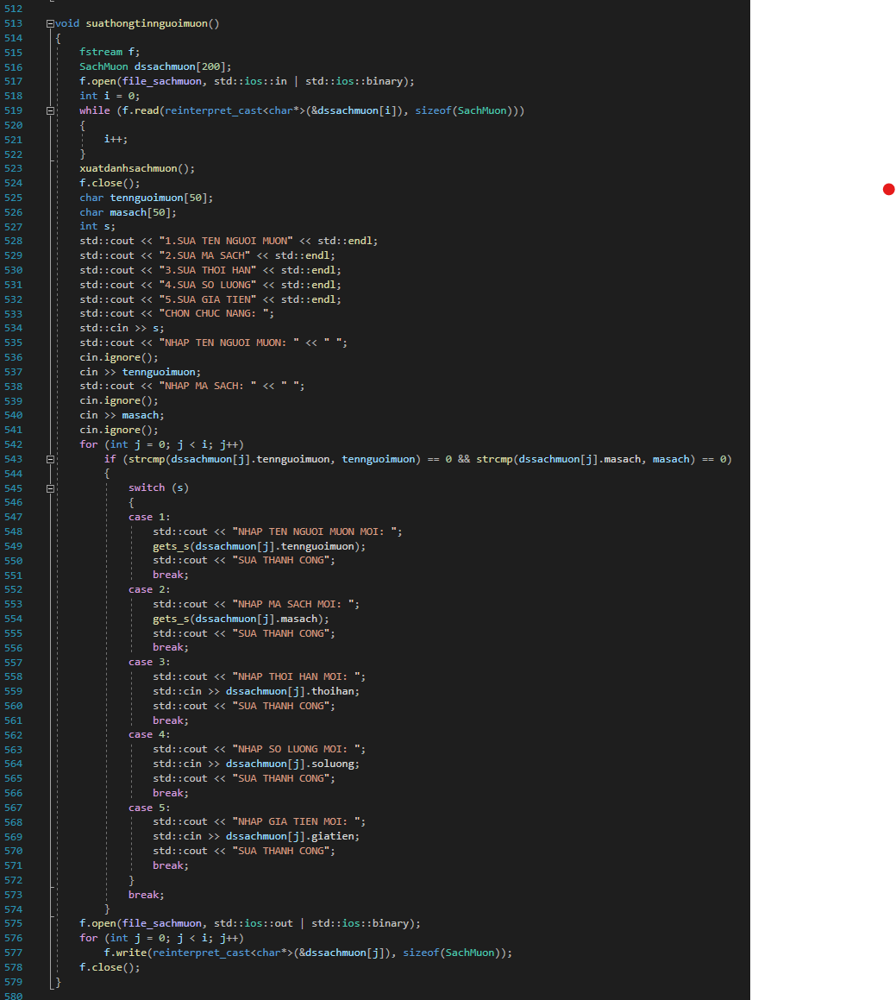 512
513 void suathongtinnguoimuon()
514 {
515 fstream f;
516 SachMuon dssachmuon[200];
517 f.open(file_sachmuon, std::ios::in | std::ios::binary);
518 int i = 0;
519 while (f.read(reinterpret_cast<char*>(&dssachmuon[i]), sizeof(SachMuon)))
520 {
521 i++;
522 }
523 xuatdanhsachmuon();
524 f.close();
525 char tennguoimuon[50];
526 char masach[50];
527 int s;
528 std::cout << "1.SUA TEN NGUOI MUON" << std::endl;
529 std::cout << "2.SUA MA SACH" << std::endl;
530 std::cout << "3.SUA THOI HAN" << std::endl;
531 std::cout << "4.SUA SO LUONG" << std::endl;
532 std::cout << "5.SUA GIA TIEN" << std::endl;
533 std::cout << "CHON CHUC NANG: ";
534 std::cin >> s;
535 std::cout << "NHAP TEN NGUOI MUON: " << " ";
536 cin.ignore();
537 cin >> tennguoimuon;
538 std::cout << "NHAP MA SACH: " << " ";
539 cin.ignore();
540 cin >> masach;
541 cin.ignore();
542 for (int j = 0; j < i; j++)
543 if (strcmp(dssachmuon[j].tennguoimuon, tennguoimuon) == 0 && strcmp(dssachmuon[j].masach, masach) == 0)
544 {
545 switch (s)
546 {
547 case 1:
548 std::cout << "NHAP TEN NGUOI MUON MOI: ";
549 gets_s(dssachmuon[j].tennguoimuon);
550 std::cout << "SUA THANH CONG";
551 break;
552 case 2:
553 std::cout << "NHAP MA SACH MOI: ";
554 gets_s(dssachmuon[j].masach);
555 std::cout << "SUA THANH CONG";
556 break;
557 case 3:
558 std::cout << "NHAP THOI HAN MOI: ";
559 std::cin >> dssachmuon[j].thoihan;
560 std::cout << "SUA THANH CONG";
561 break;
562 case 4:
563 std::cout << "NHAP SO LUONG MOI: ";
564 std::cin >> dssachmuon[j].soluong;
565 std::cout << "SUA THANH CONG";
566 break;
567 case 5:
568 std::cout << "NHAP GIA TIEN MOI: ";
569 std::cin >> dssachmuon[j].giatien;
570 std::cout << "SUA THANH CONG";
571 break;
572 }
573 break;
574 }
575 f.open(file_sachmuon, std::ios::out | std::ios::binary);
576 for (int j = 0; j < i; j++)
577 f.write(reinterpret_cast<char*>(&dssachmuon[j]), sizeof(SachMuon));
578 f.close();
579 }
580